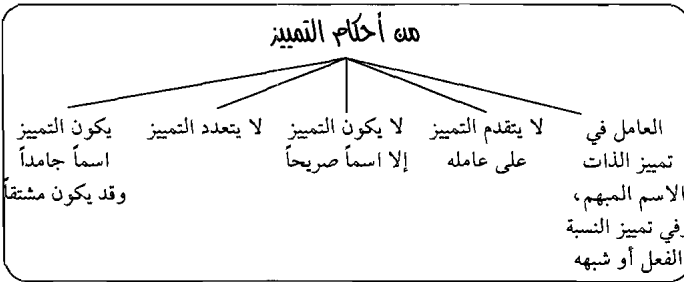 من أحكام التمييز
العامل في
تمييز الذات
الاسم المبهم،
وفي تمييز النسبة
الفعل أو شبهه
لا يتقدم التمييز
على عامله
لا يكون التمييز
إلا اسماً صريحاً
لا يتعدد التمييز
يكون التمييز
اسماً جامداً
وقد يكون مشتقاً